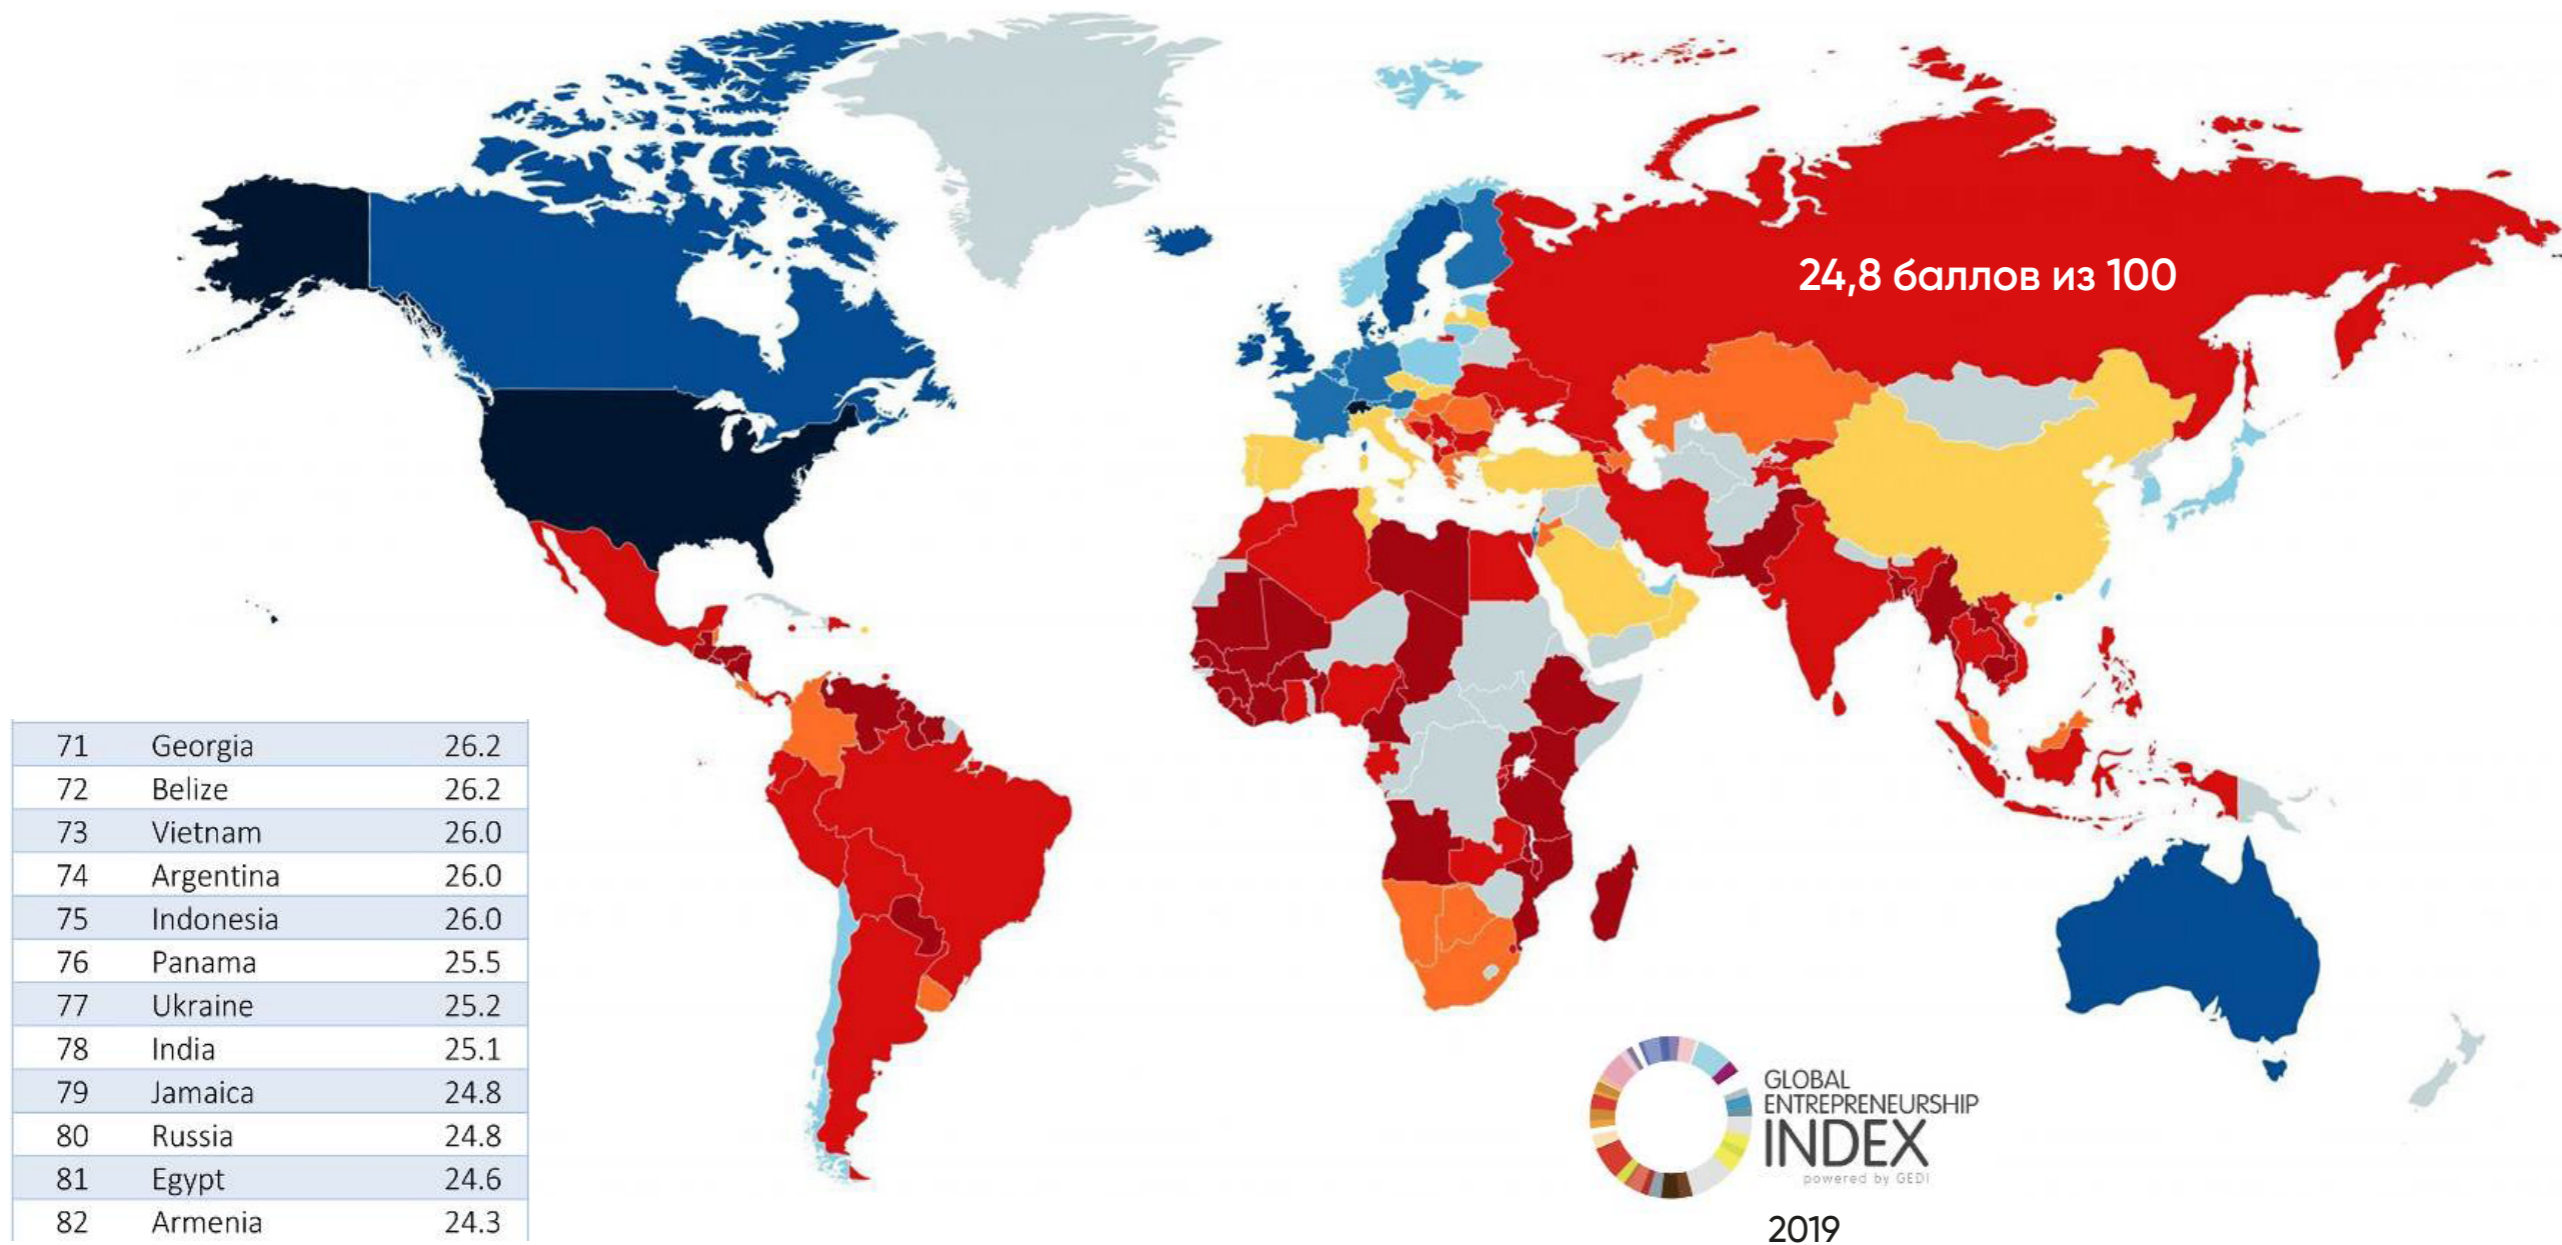 24,8 баллов из 100
71 Georgia 26.2
72 Belize 26.2
73 Vietnam 26.0
74 Argentina 26.0
75 Indonesia 26.0
76 Panama 25.5
77 Ukraine 25.2
78 India 25.1
79 Jamaica 24.8
80 Russia 24.8
81 Egypt 24.6
82 Armenia 24.3
GLOBAL
ENTREPRENEURSHIP
INDEX
powered by GEDI
2019